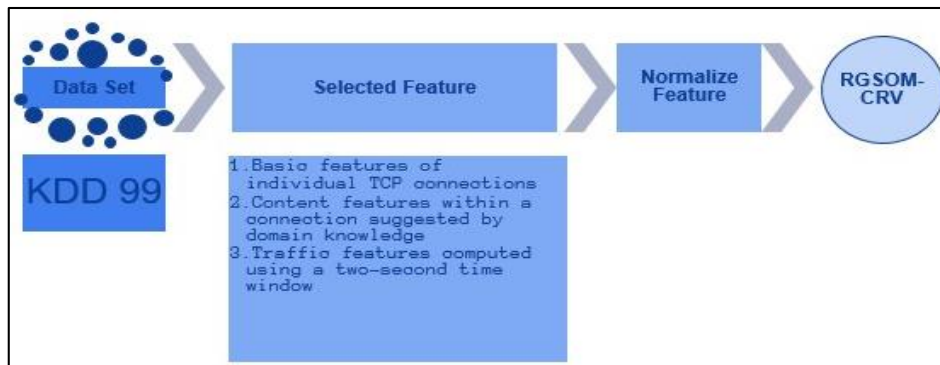 Data Set
Selected Feature
Normalize
Feature
RGSOM-
CRV
KDD 99
1.Basic features of
individual TCP connections
2.Content features within a
connection suggested by
domain knowledge
3.Traffic features computed
using a two-second time
window